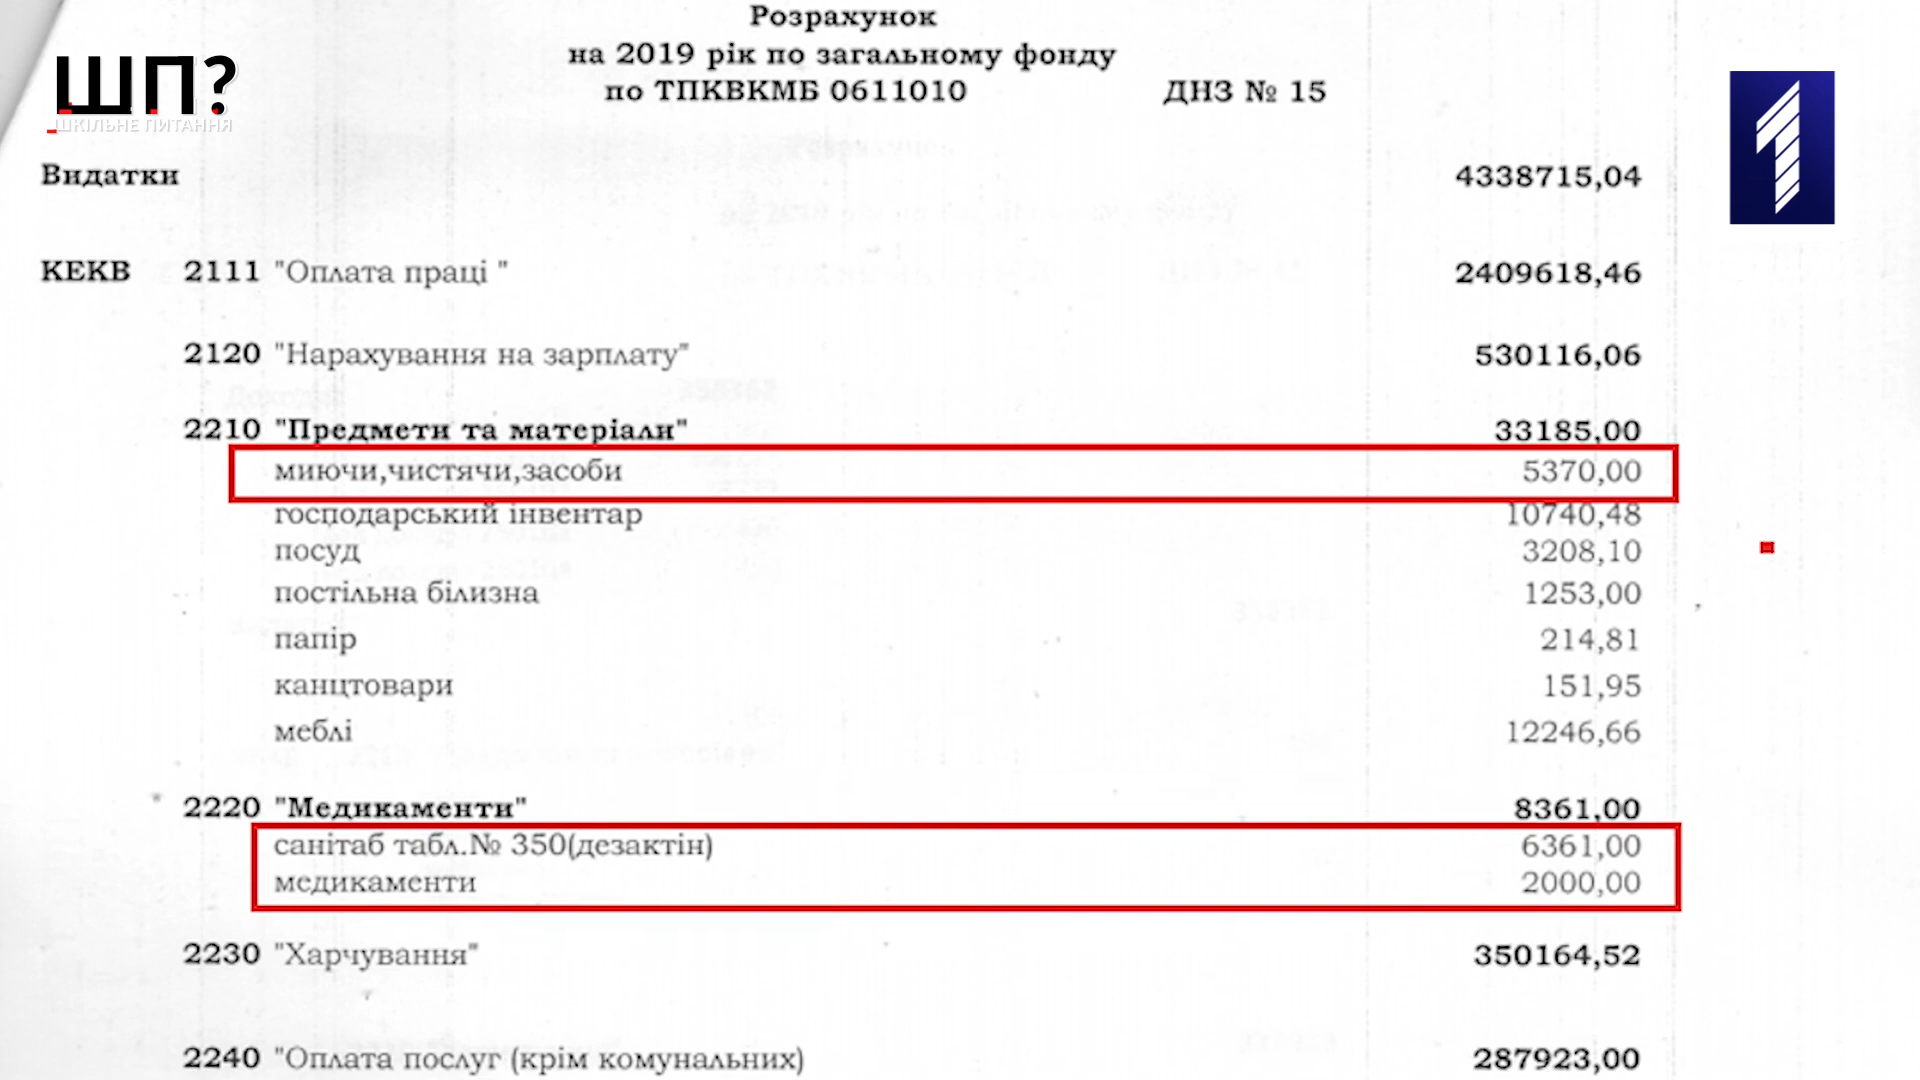 Розрахунок
на 2019 рік по загальному фонду
по ТПКВКМБ 0611010 ДНЗ № 15
ШП?
ШКІЛЬНЕ ПИТАННЯ
1
Видатки 4338715,04
КЕКВ 2111 "Оплата праці " 2409618,46
2120 "Нарахування на зарплату" 530116,06
2210 "Предмети та матеріали" 33185,00
миючи,чистячи,засоби 5370,00
господарський інвентар 10740,48
посуд 3208,10
постільна білизна 1253,00
папір 214,81
канцтовари 151,95
меблі 12246,66
2220 "Медикаменти" 8361,00
санітаб табл.№ 350(дезактін) 6361,00
медикаменти 2000,00
2230 "Харчування" 350164,52
2240 "Оплата послуг (крім комунальних) 287923,00